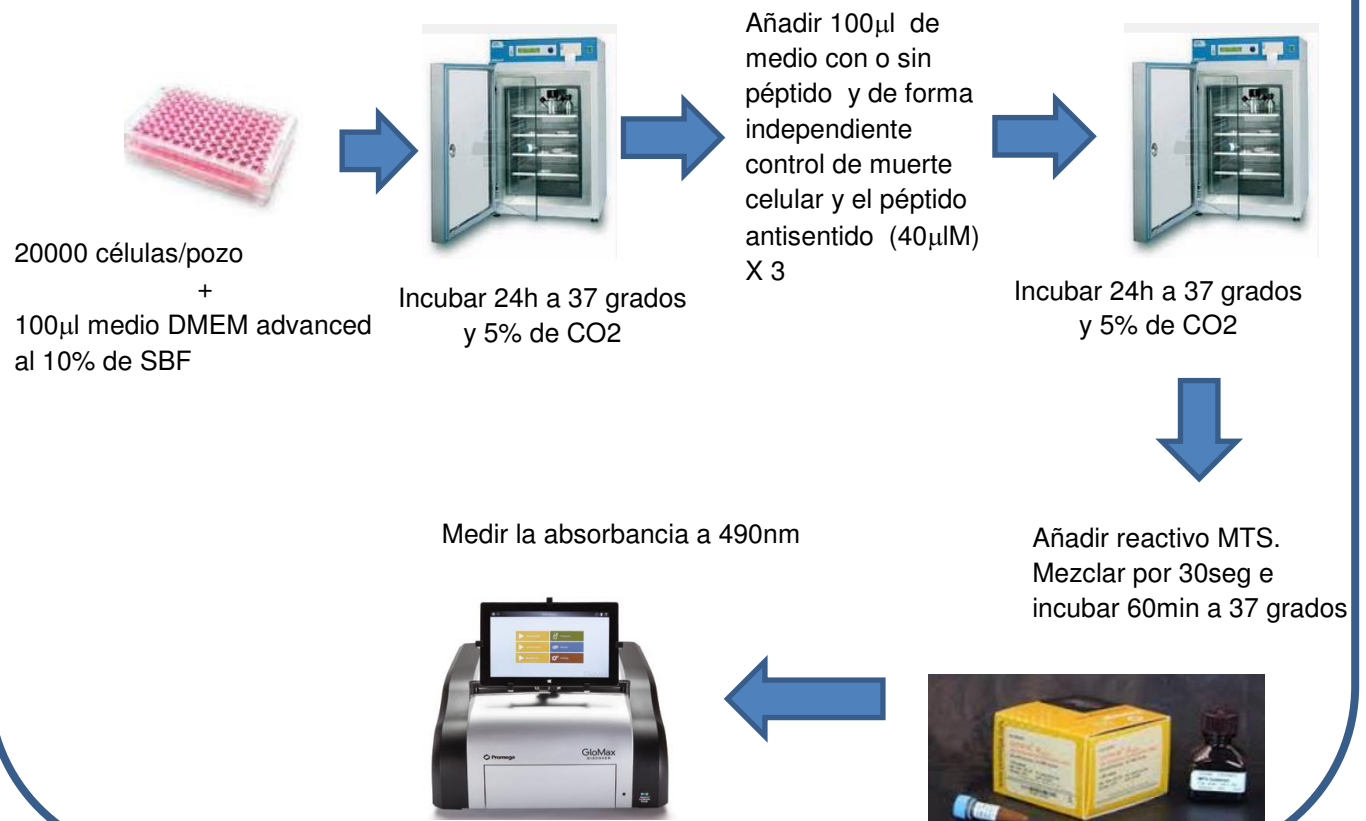 20000 células/pozo
+
100µl medio DMEM advanced
al 10% de SBF
Incubar 24h a 37 grados
y 5% de CO2
Añadir 100µl de
medio con o sin
péptido y de forma
independiente
control de muerte
celular y el péptido
antisentido (40µlM)
X 3
Incubar 24h a 37 grados
y 5% de CO2
Añadir reactivo MTS.
Mezclar por 30seg e
incubar 60min a 37 grados
Medir la absorbancia a 490nm
Promega
GloMax
DISCOVER